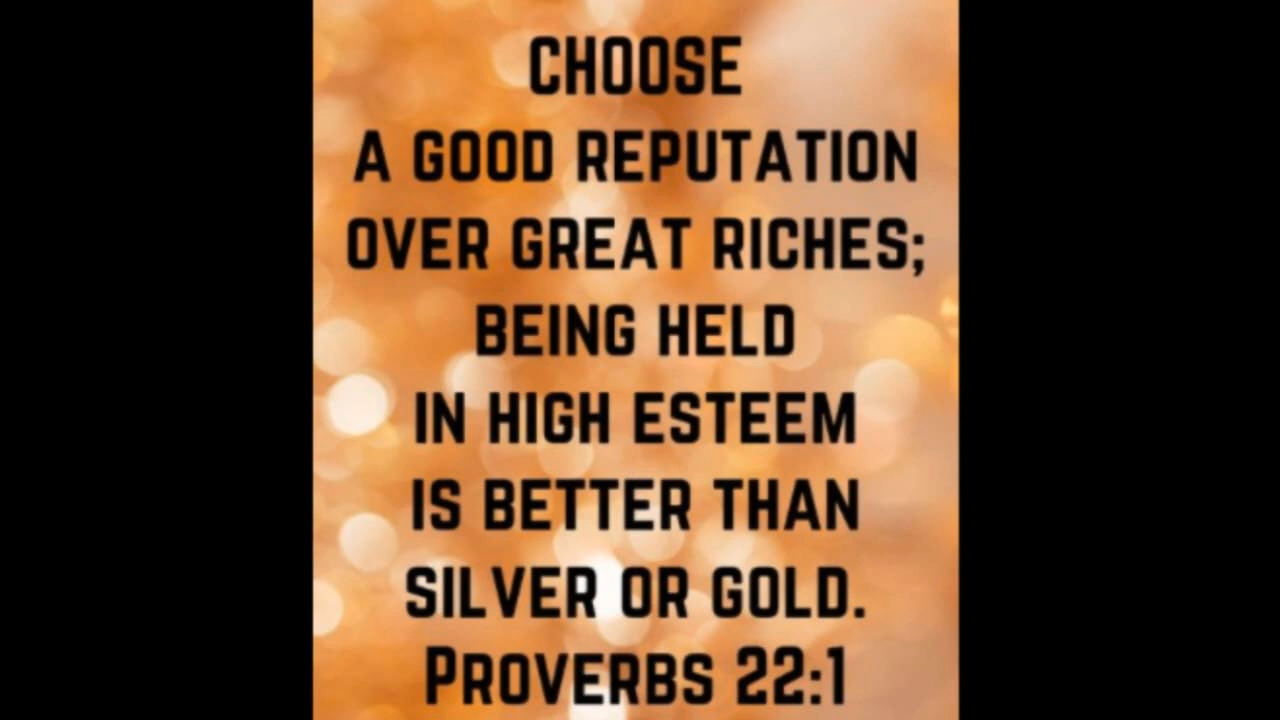 CHOOSE
A GOOD REPUTATION
OVER GREAT RICHES;
BEING HELD
IN HIGH ESTEEM
IS BETTER THAN
SILVER OR GOLD.
PROVERBS 22:1